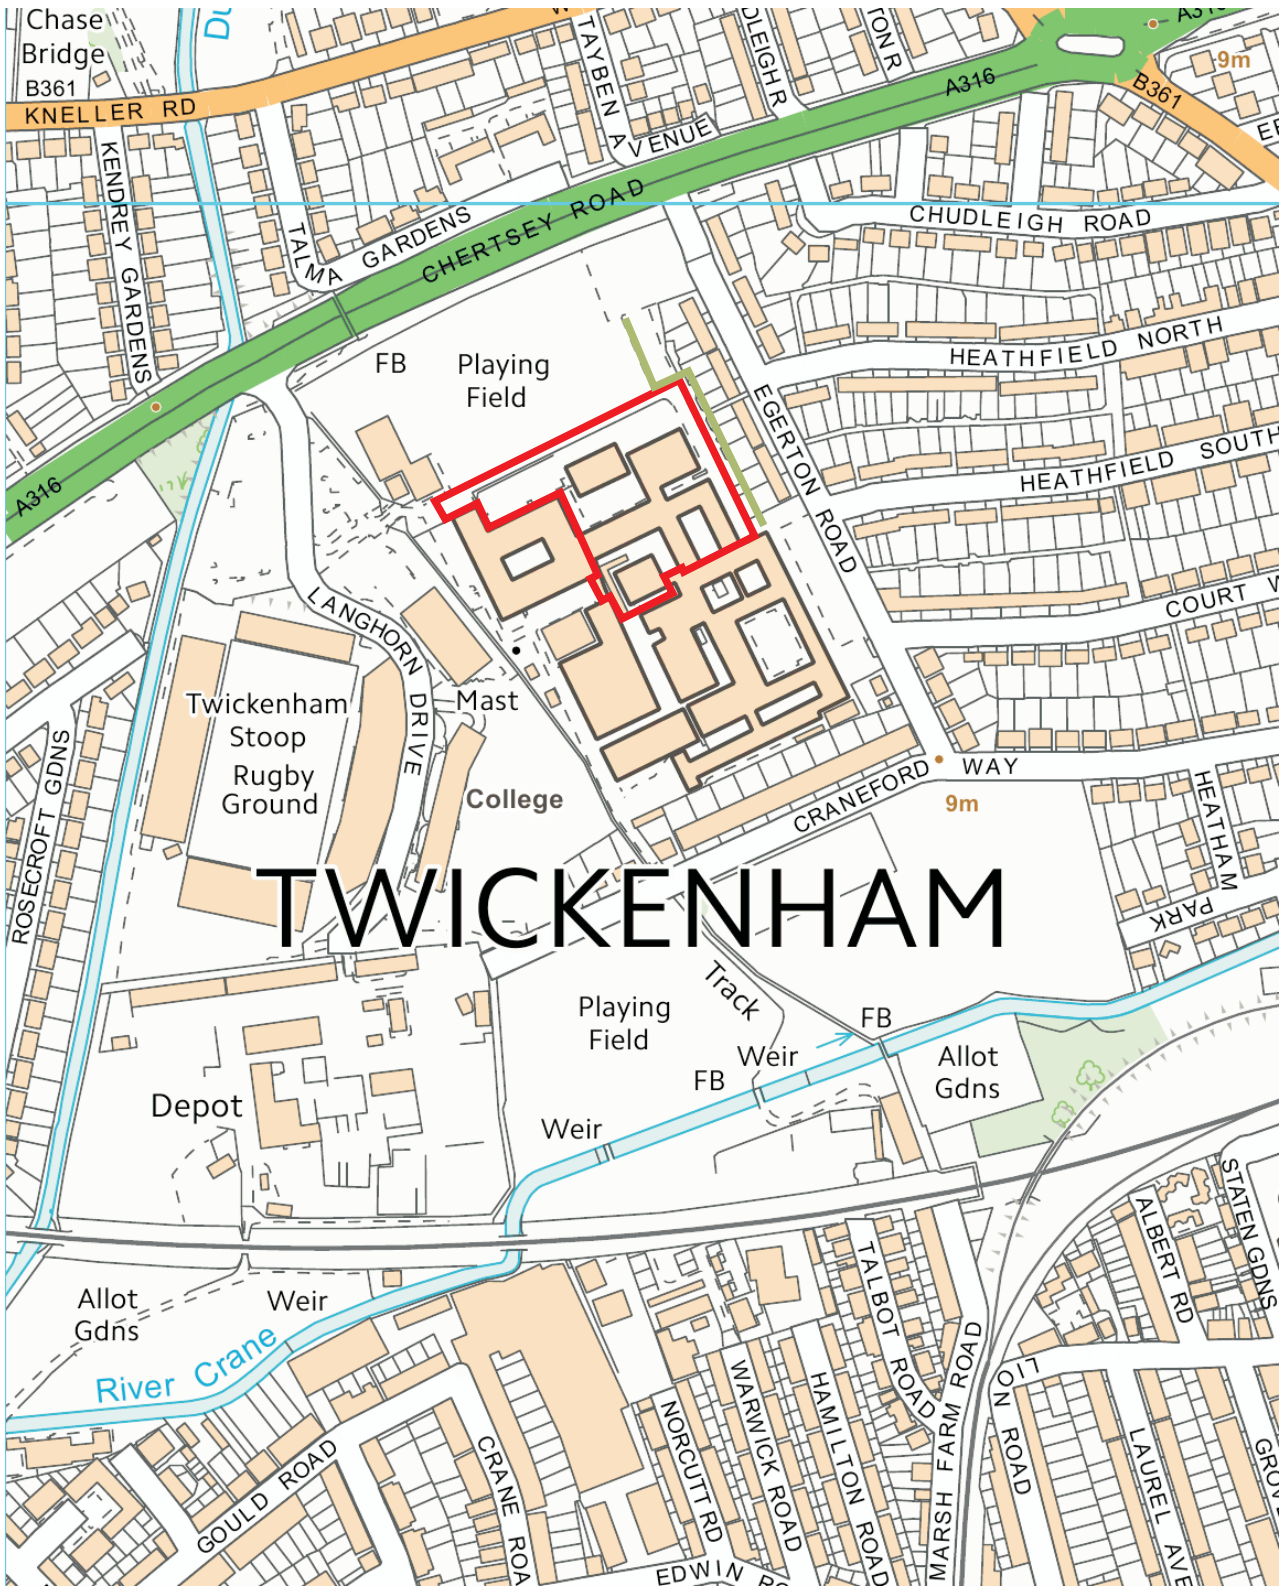 Chase
Bridge
B361
KNELLER RD
TAYBEN AVENUE
A316
9m
B361
KENDREY GARDENS
TALMA GARDENS
CHERTSEY ROAD
CHUDLEIGH ROAD
HEATHFIELD NORTH
FB
Playing
Field
EGERTON ROAD
HEATHFIELD SOUTH
A316
LANGHORN DRIVE
COURT
Twickenham
Stoop
Rugby
Ground
Mast
College
ROSECROFT GDNS
CRANEFORD WAY
9m
HEATHAM
PARK
TWICKENHAM
Track
Playing
Field
FB
Weir
FB
Allot
Gdns
Depot
Weir
STATEN GDNS
ALBERT RD
TALBOT ROAD
Allot
Gdns
Weir
River Crane
MARSH FARM ROAD
LION ROAD
WARWICK ROAD
HAMILTON ROAD
NORCUTT RD
GOULD ROAD
CRANE ROA
LAUREL AVE
EDWIN